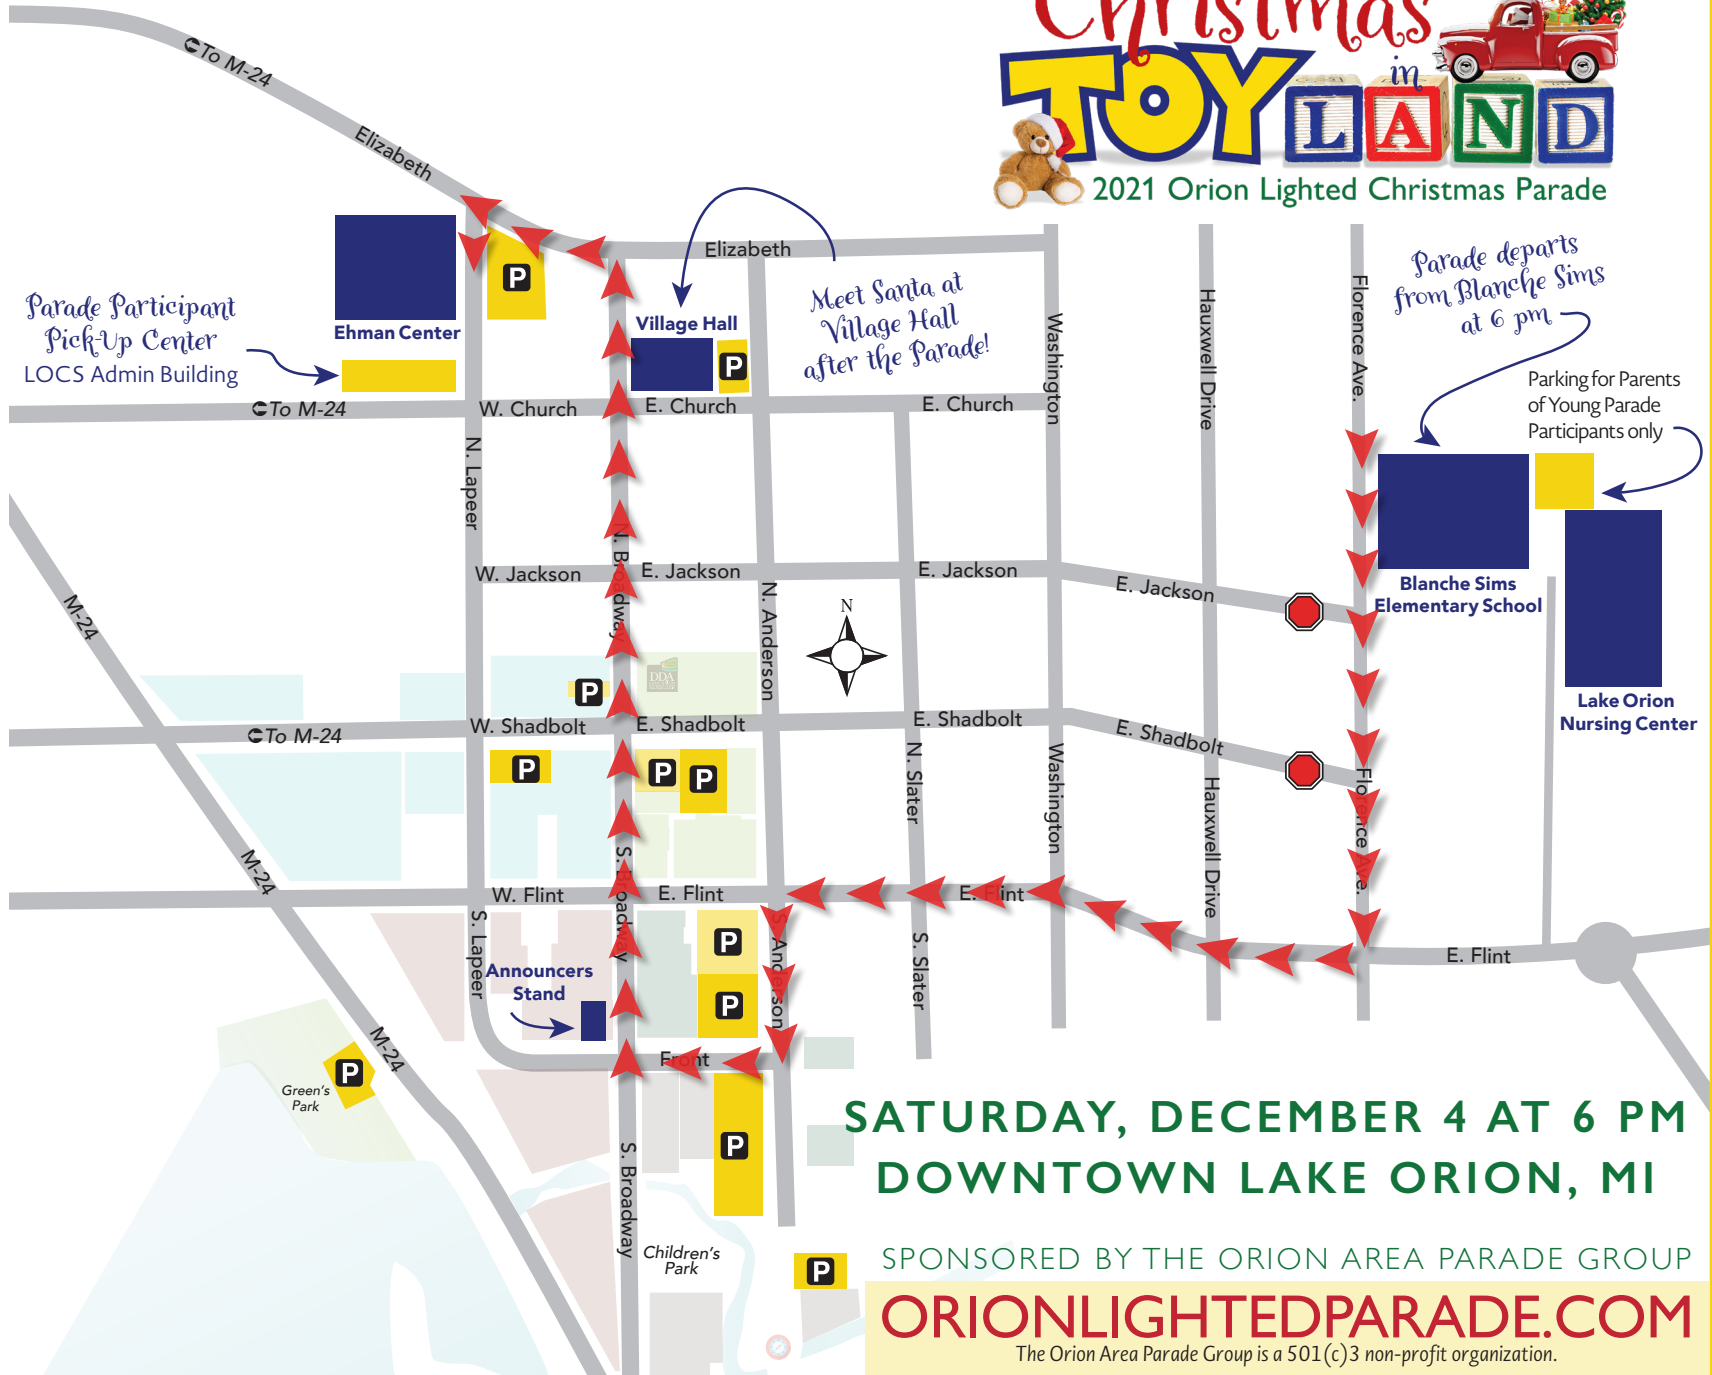 Christmas
in
TOYLAND
2021 Orion Lighted Christmas Parade
To M-24
Elizabeth
Elizabeth
P
Ehman Center
Parade Participant
Pick-Up Center
LOCS Admin Building
Village Hall
P
Meet Santa at
Village Hall
after the Parade!
Parade departs
from Blanche Sims
at 6 pm
Parking for Parents
of Young Parade
Participants only
To M-24
W. Church
E. Church
E. Church
Washington
Hauxwell Drive
Florence Ave.
N. Lapeer
N. Broadway
W. Jackson
E. Jackson
E. Jackson
E. Jackson
Blanche Sims
Elementary School
M-24
N. Anderson
N
DDA
P
Lake Orion
Nursing Center
To M-24
W. Shadbolt
E. Shadbolt
E. Shadbolt
E. Shadbolt
P
P
P
N. Slater
Washington
Hauxwell Drive
Florence Ave.
M-24
S. Broadway
W. Flint
E. Flint
E. Flint
E. Flint
S. Lapeer
P
S. Anderson
S. Slater
Announcers
Stand
P
M-24
Front
P
Green's
Park
P
S. Broadway
Children's
Park
P
SATURDAY, DECEMBER 4 AT 6 PM
DOWNTOWN LAKE ORION, MI
SPONSORED BY THE ORION AREA PARADE GROUP
ORIONLIGHTEDPARADE.COM
The Orion Area Parade Group is a 501(c)3 non-profit organization.